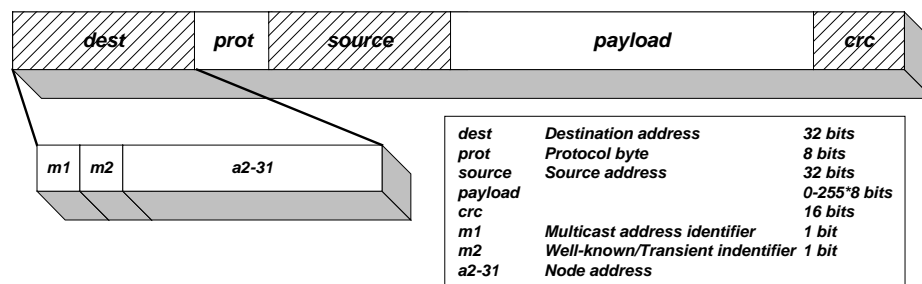 dest prot source payload crc
m1 m2 a2-31
dest Destination address 32 bits
prot Protocol byte 8 bits
source Source address 32 bits
payload 0-255*8 bits
crc 16 bits
m1 Multicast address identifier 1 bit
m2 Well-known/Transient indentifier 1 bit
a2-31 Node address